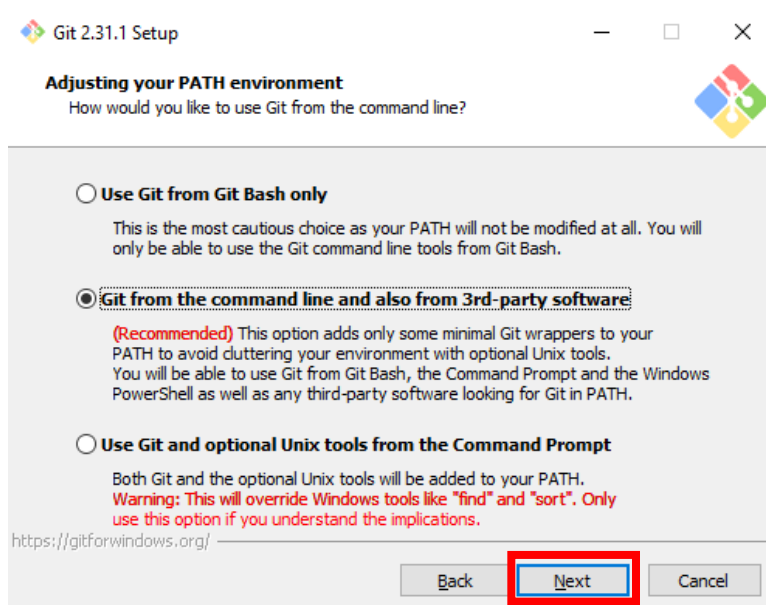 Git 2.31.1 Setup
Adjusting your PATH environment
How would you like to use Git from the command line?
Use Git from Git Bash only
This is the most cautious choice as your PATH will not be modified at all. You will
only be able to use the Git command line tools from Git Bash.
Git from the command line and also from 3rd-party software
(Recommended) This option adds only some minimal Git wrappers to your
PATH to avoid cluttering your environment with optional Unix tools.
You will be able to use Git from Git Bash, the Command Prompt and the Windows
PowerShell as well as any third-party software looking for Git in PATH.
Use Git and optional Unix tools from the Command Prompt
Both Git and the optional Unix tools will be added to your PATH.
Warning: This will override Windows tools like "find" and "sort". Only
use this option if you understand the implications.
https://gitforwindows.org/
Back Next Cancel